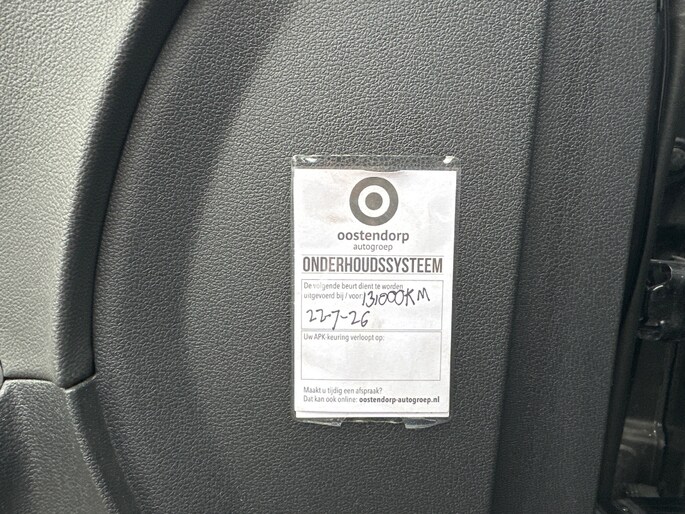 oostendorp
autogroep
ONDERHOUDSSYSTEEM
De volgende beurt dient te worden
uitgevoerd bij / voor: 131000KM
22-7-26
Uw APK-keuring verloopt op:
Maakt u tijdig een afspraak?
Dat kan ook online: oostendorp-autogroep.nl